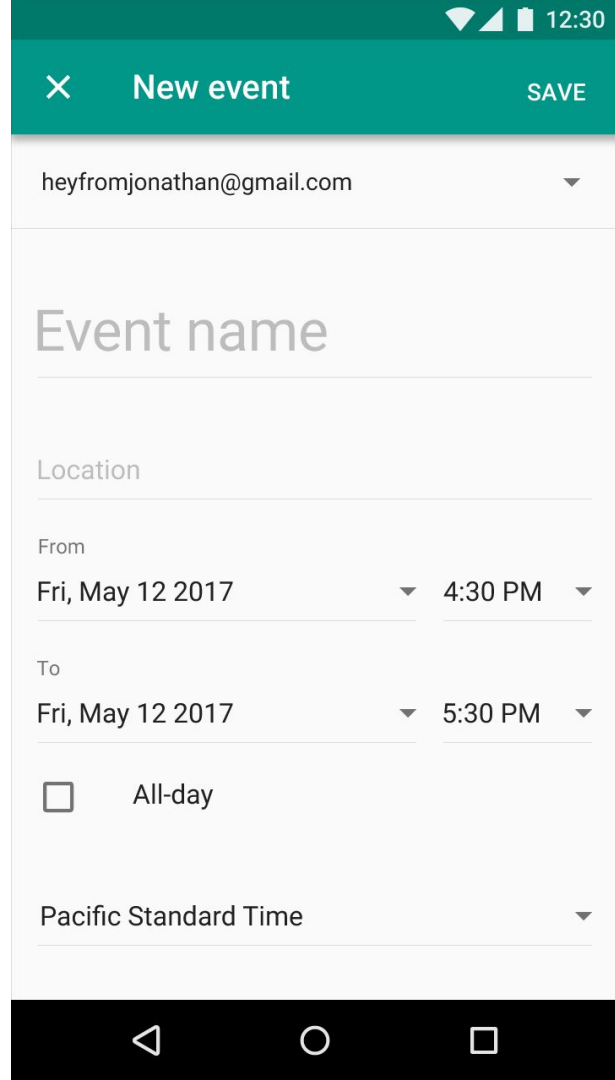 12:30
New event SAVE
heyfromjonathan@gmail.com
Event name
Location
From
Fri, May 12 2017 4:30 PM
To
Fri, May 12 2017 5:30 PM
All-day
Pacific Standard Time